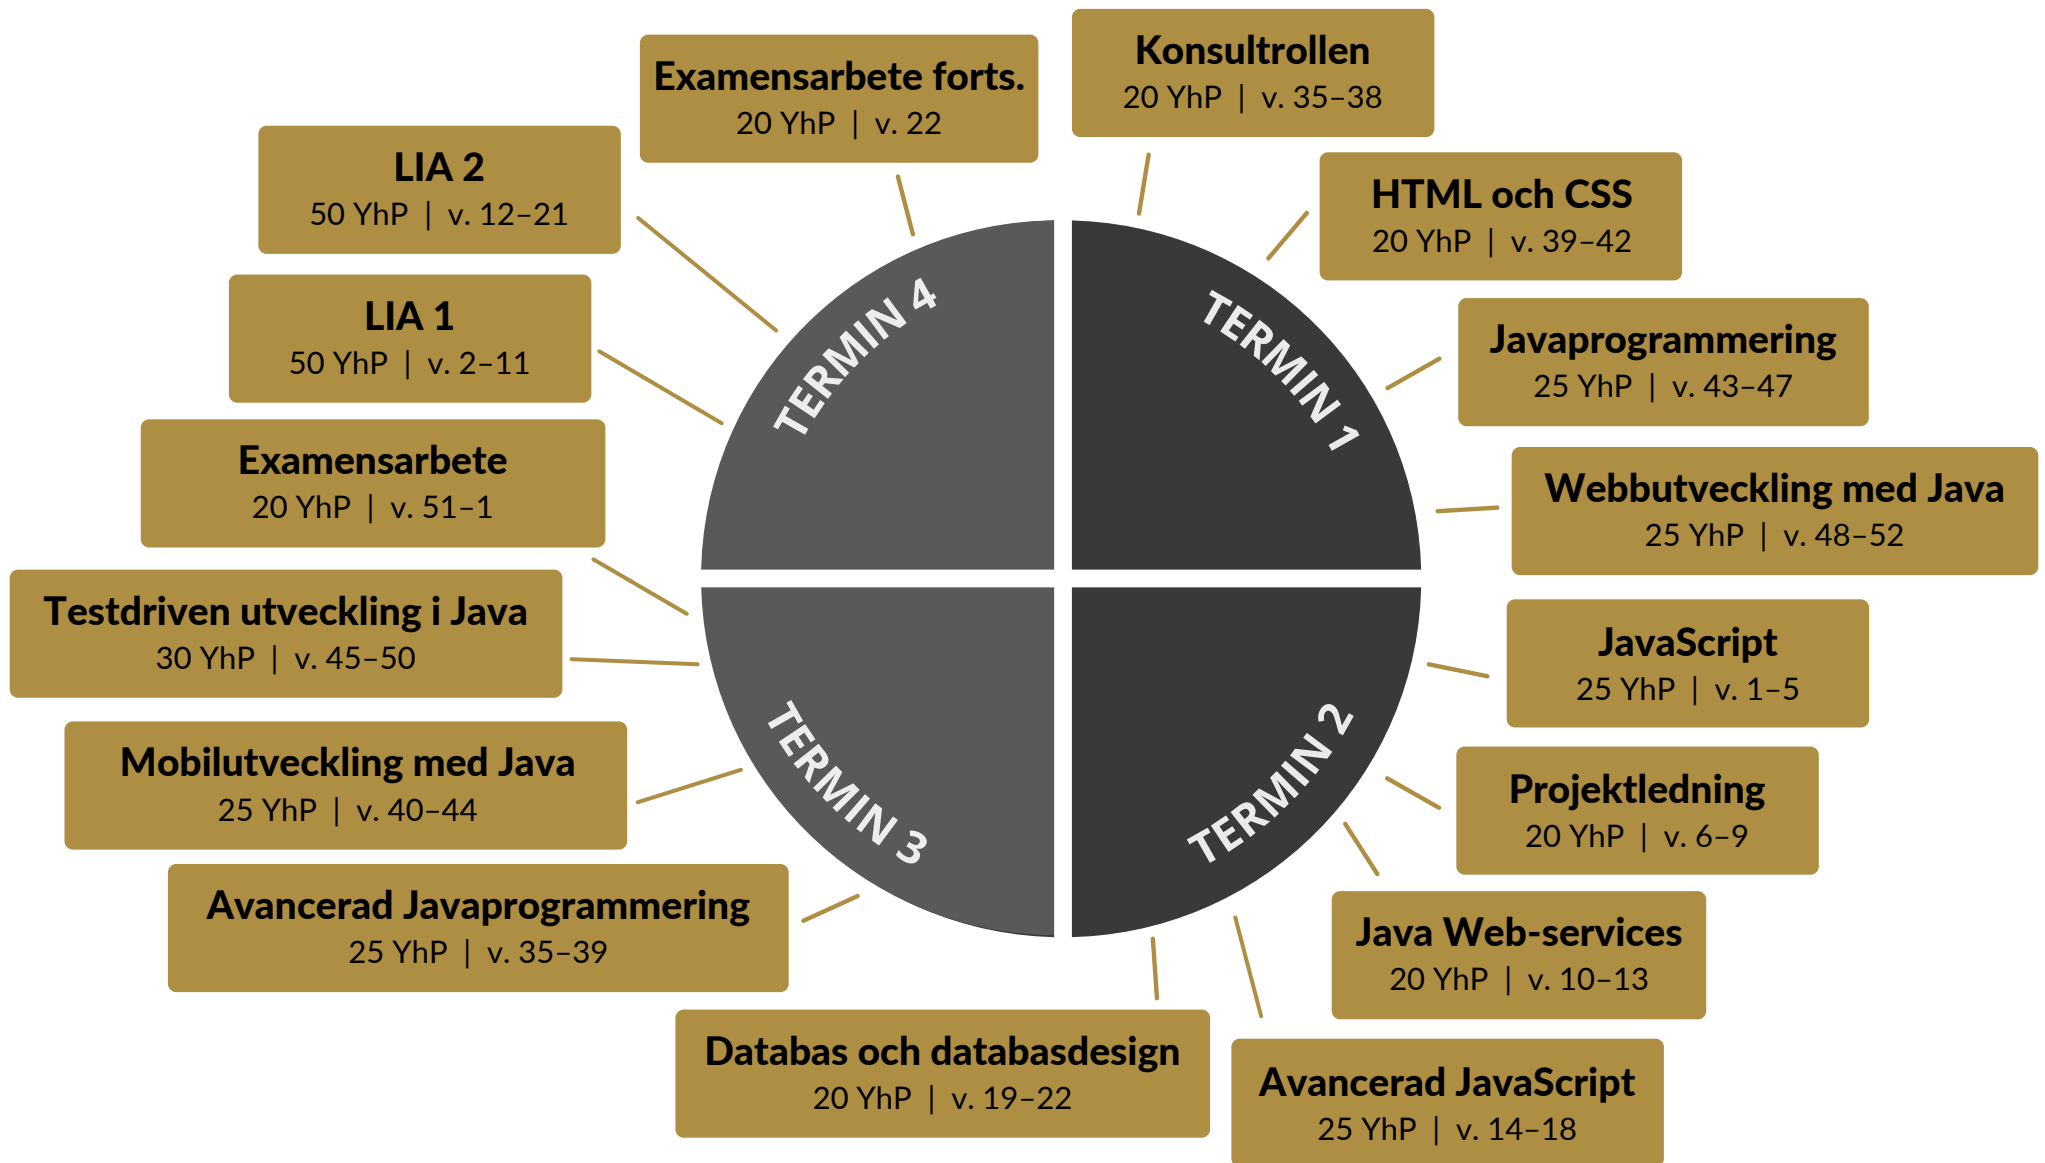 Konsultrollen
20 YhP | v. 35–38
HTML och CSS
20 YhP | v. 39–42
Javaprogrammering
25 YhP | v. 43–47
Webbutveckling med Java
25 YhP | v. 48–52
JavaScript
25 YhP | v. 1–5
Projektledning
20 YhP | v. 6–9
Java Web-services
20 YhP | v. 10–13
Avancerad JavaScript
25 YhP | v. 14–18
Databas och databasdesign
20 YhP | v. 19–22
Avancerad Javaprogrammering
25 YhP | v. 35–39
Mobilutveckling med Java
25 YhP | v. 40–44
Testdriven utveckling i Java
30 YhP | v. 45–50
Examensarbete
20 YhP | v. 51–1
LIA 1
50 YhP | v. 2–11
LIA 2
50 YhP | v. 12–21
Examensarbete forts.
20 YhP | v. 22
TERMIN 1
TERMIN 2
TERMIN 3
TERMIN 4